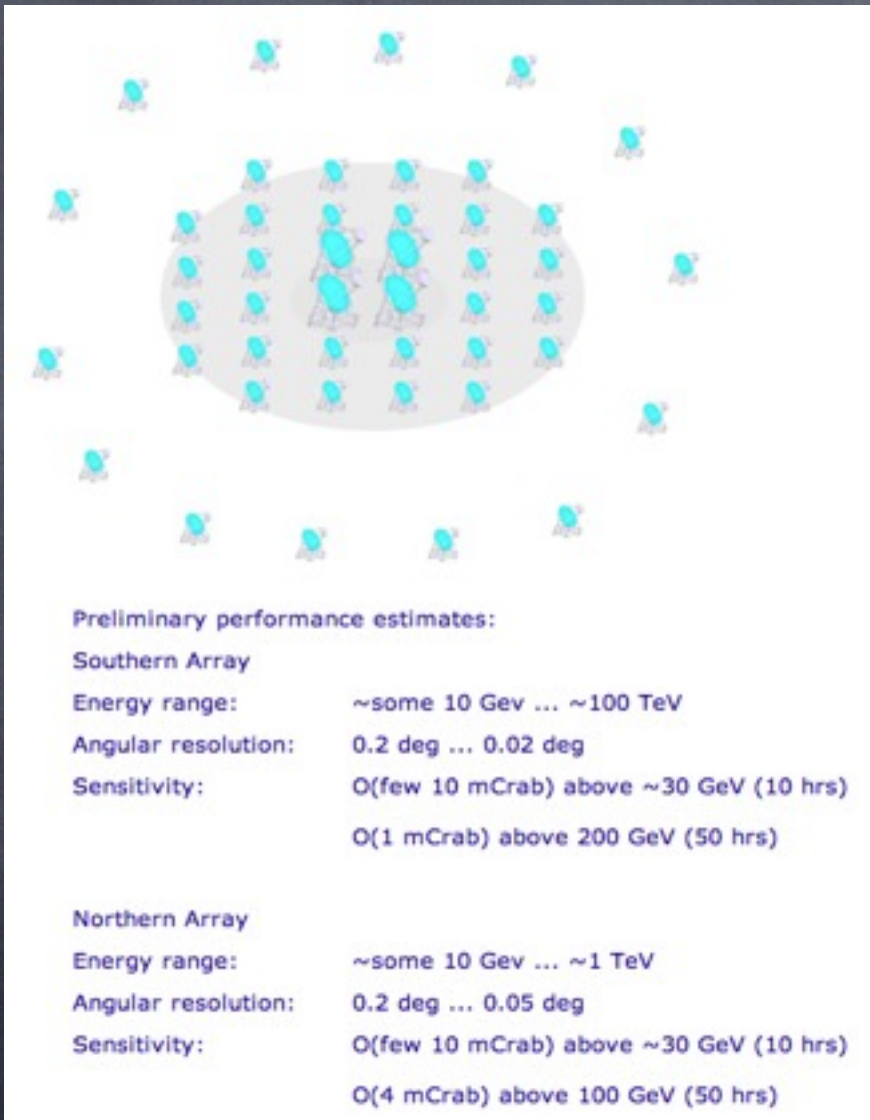 Preliminary performance estimates:
Southern Array
Energy range: ~some 10 Gev ... ~100 TeV
Angular resolution: 0.2 deg ... 0.02 deg
Sensitivity: O(few 10 mCrab) above ~30 GeV (10 hrs)
O(1 mCrab) above 200 GeV (50 hrs)
Northern Array
Energy range: ~some 10 Gev ... ~1 TeV
Angular resolution: 0.2 deg ... 0.05 deg
Sensitivity: O(few 10 mCrab) above ~30 GeV (10 hrs)
O(4 mCrab) above 100 GeV (50 hrs)